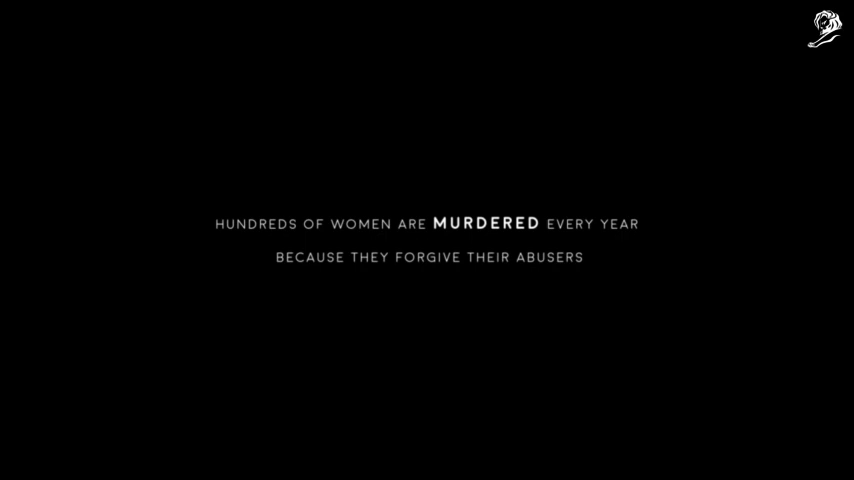 HUNDREDS OF WOMEN ARE MURDERED EVERY YEAR
BECAUSE THEY FORGIVE THEIR ABUSERS